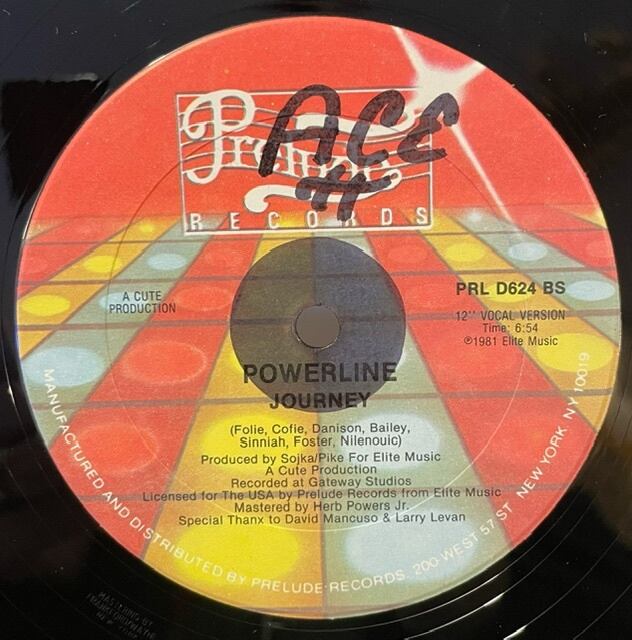 ACE
#
Prelude
RECORDS
A CUTE
PRODUCTION
PRL D624 BS
12" VOCAL VERSION
Time: 6:54
℗1981 Elite Music
POWERLINE
JOURNEY
(Folie, Cofie, Danison, Bailey,
Sinniah, Foster, Nilenouic)
Produced by Sojka/Pike For Elite Music
A Cute Production
Recorded at Gateway Studios
Licensed for The USA by Prelude Records from Elite Music
Mastered by Herb Powers Jr.
Special Thanx to David Mancuso & Larry Levan
MANUFACTURED AND DISTRIBUTED BY PRELUDE RECORDS, 200 WEST 57 ST NEW YORK, NY 10019
MASTERING BY